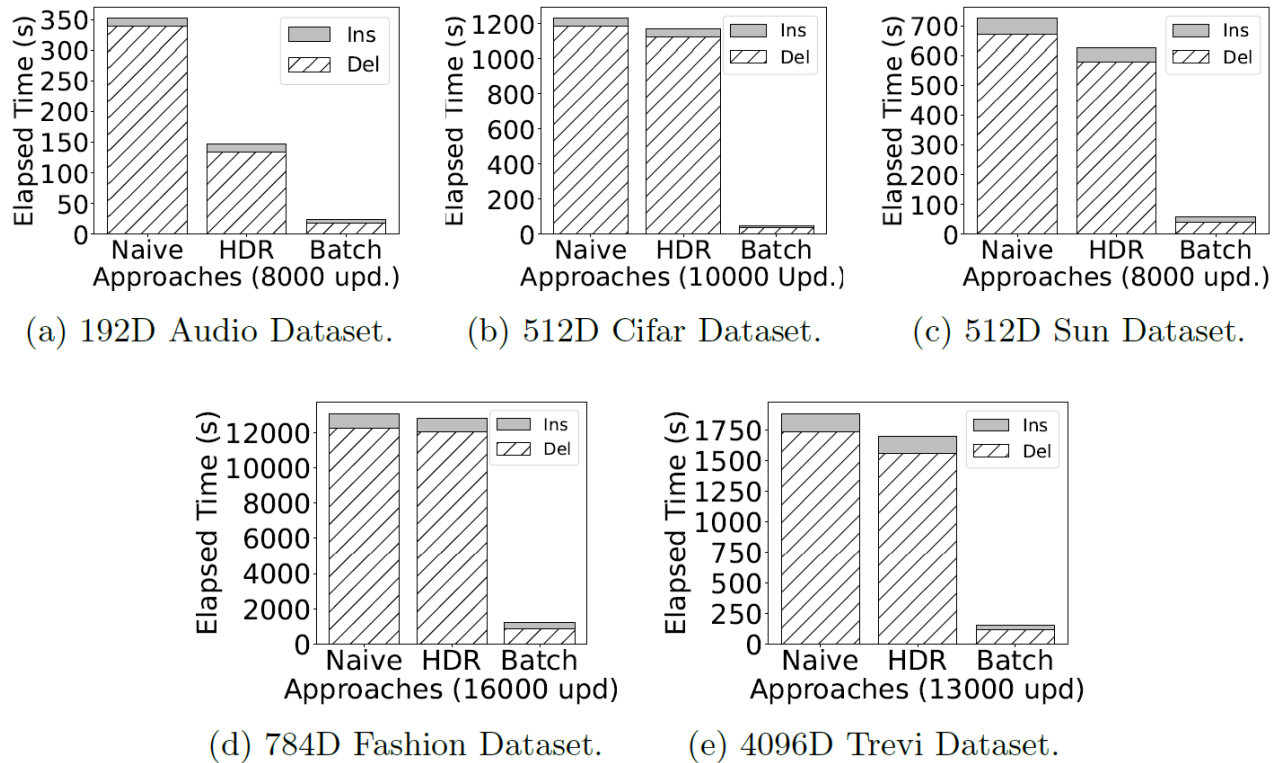 Elapsed Time (s)
350
300
250
200
150
100
50
0
Ins
Del
Naive HDR Batch
Approaches (8000 upd.)
(a) 192D Audio Dataset.
Elapsed Time (s)
1200
1000
800
600
400
200
0
Ins
Del
Naive HDR Batch
Approaches (10000 Upd.)
(b) 512D Cifar Dataset.
Elapsed Time (s)
700
600
500
400
300
200
100
0
Ins
Del
Naive HDR Batch
Approaches (8000 upd.)
(c) 512D Sun Dataset.
Elapsed Time (s)
12000
10000
8000
6000
4000
2000
0
Ins
Del
Naive HDR Batch
Approaches (16000 upd)
(d) 784D Fashion Dataset.
Elapsed Time (s)
1750
1500
1250
1000
750
500
250
0
Ins
Del
Naive HDR Batch
Approaches (13000 upd)
(e) 4096D Trevi Dataset.